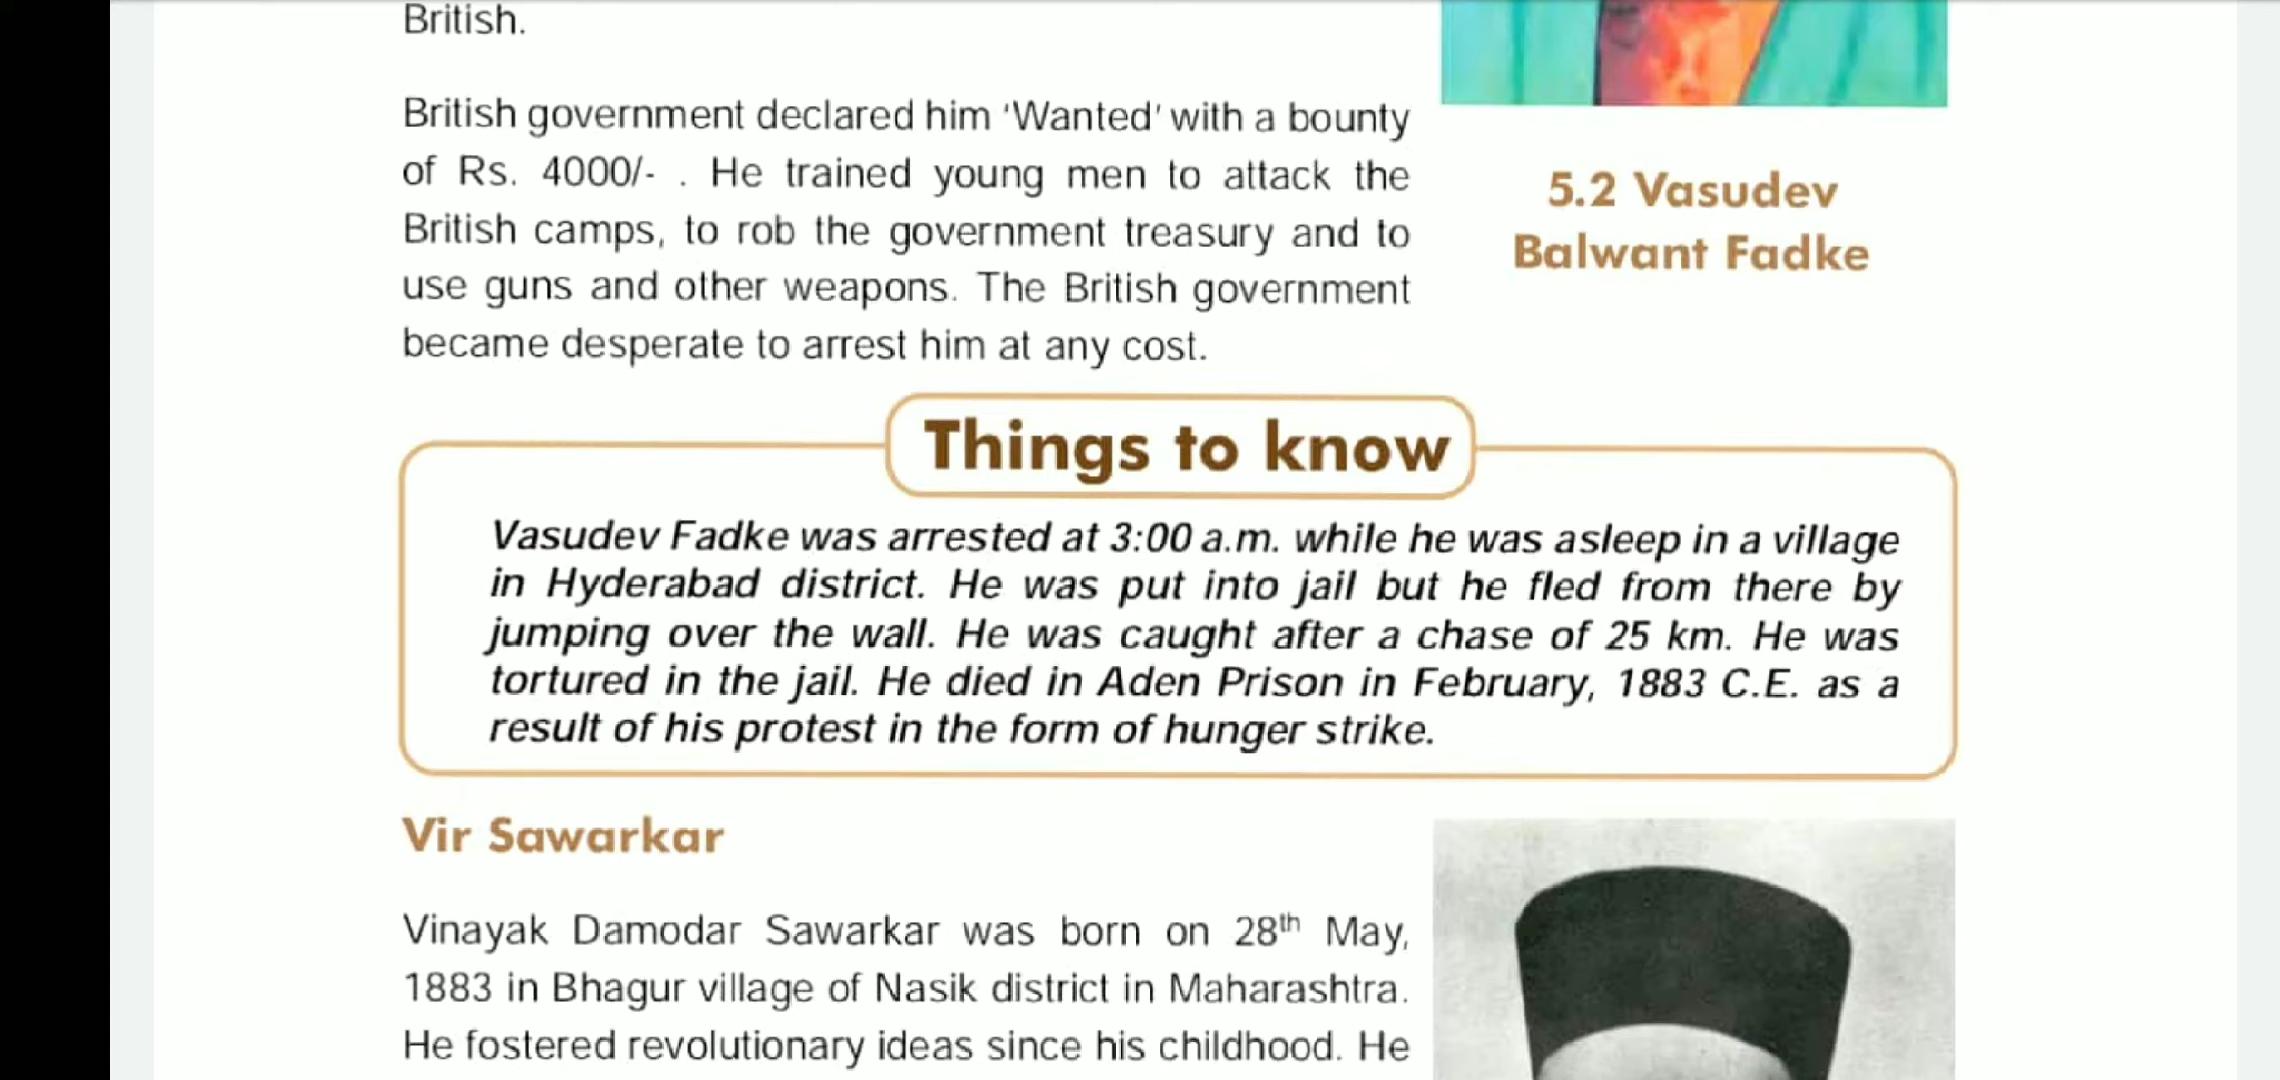 British.
British government declared him 'Wanted' with a bounty
of Rs. 4000/- . He trained young men to attack the
British camps, to rob the government treasury and to
use guns and other weapons. The British government
became desperate to arrest him at any cost.
5.2 Vasudev
Balwant Fadke
Things to know
Vasudev Fadke was arrested at 3:00 a.m. while he was asleep in a village
in Hyderabad district. He was put into jail but he fled from there by
jumping over the wall. He was caught after a chase of 25 km. He was
tortured in the jail. He died in Aden Prison in February, 1883 C.E. as a
result of his protest in the form of hunger strike.
Vir Sawarkar
Vinayak Damodar Sawarkar was born on 28th May,
1883 in Bhagur village of Nasik district in Maharashtra.
He fostered revolutionary ideas since his childhood. He